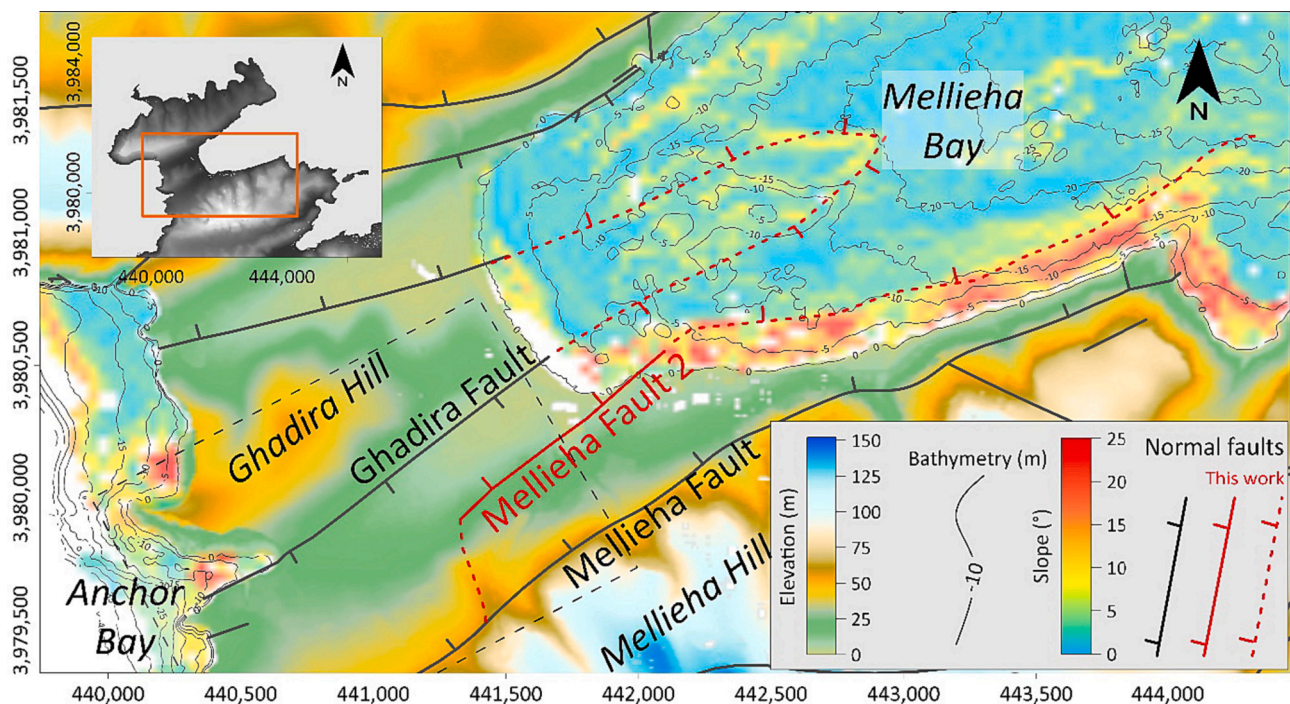 3,984,000
3,980,000
440,000
444,000
N
3,981,500
3,981,000
3,980,500
3,980,000
3,979,500
Mellieha
Bay
N
Ghadira Hill
Ghadira Fault
Mellieha Fault 2
Mellieha Fault
Mellieha Hill
Anchor
Bay
Elevation (m)
150
125
100
75
50
25
0
Bathymetry (m)
-10
Slope (°)
25
20
15
10
5
0
Normal faults
This work
440,000
440,500
441,000
441,500
442,000
442,500
443,000
443,500
444,000